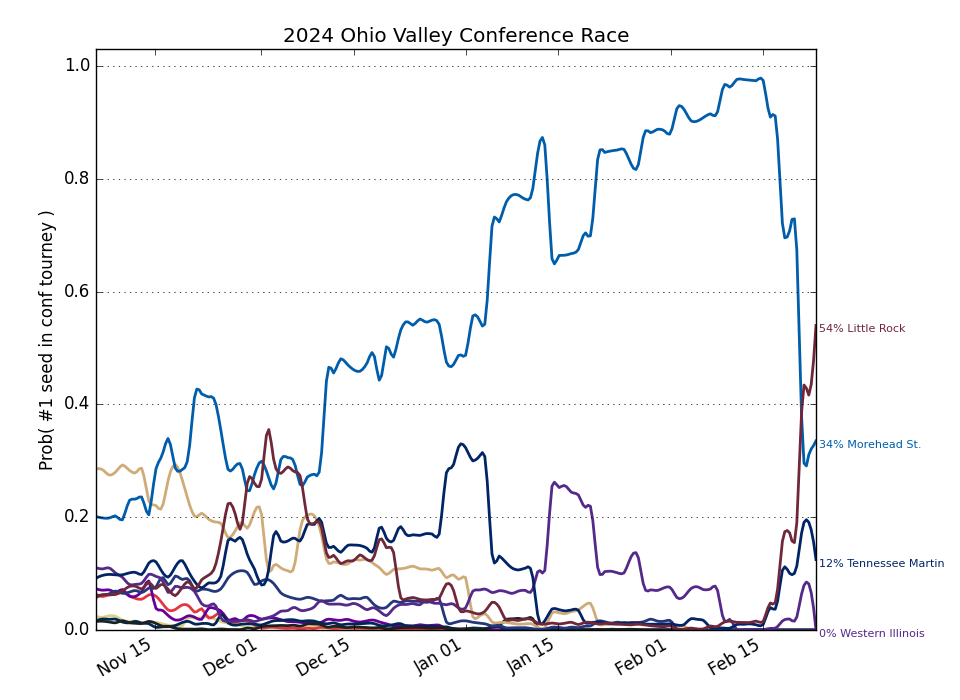 2024 Ohio Valley Conference Race
Prob( #1 seed in conf tourney )
1.0
0.8
0.6
0.4
0.2
0.0
54% Little Rock
34% Morehead St.
12% Tennessee Martin
0% Western Illinois
Nov 15
Dec 01
Dec 15
Jan 01
Jan 15
Feb 01
Feb 15